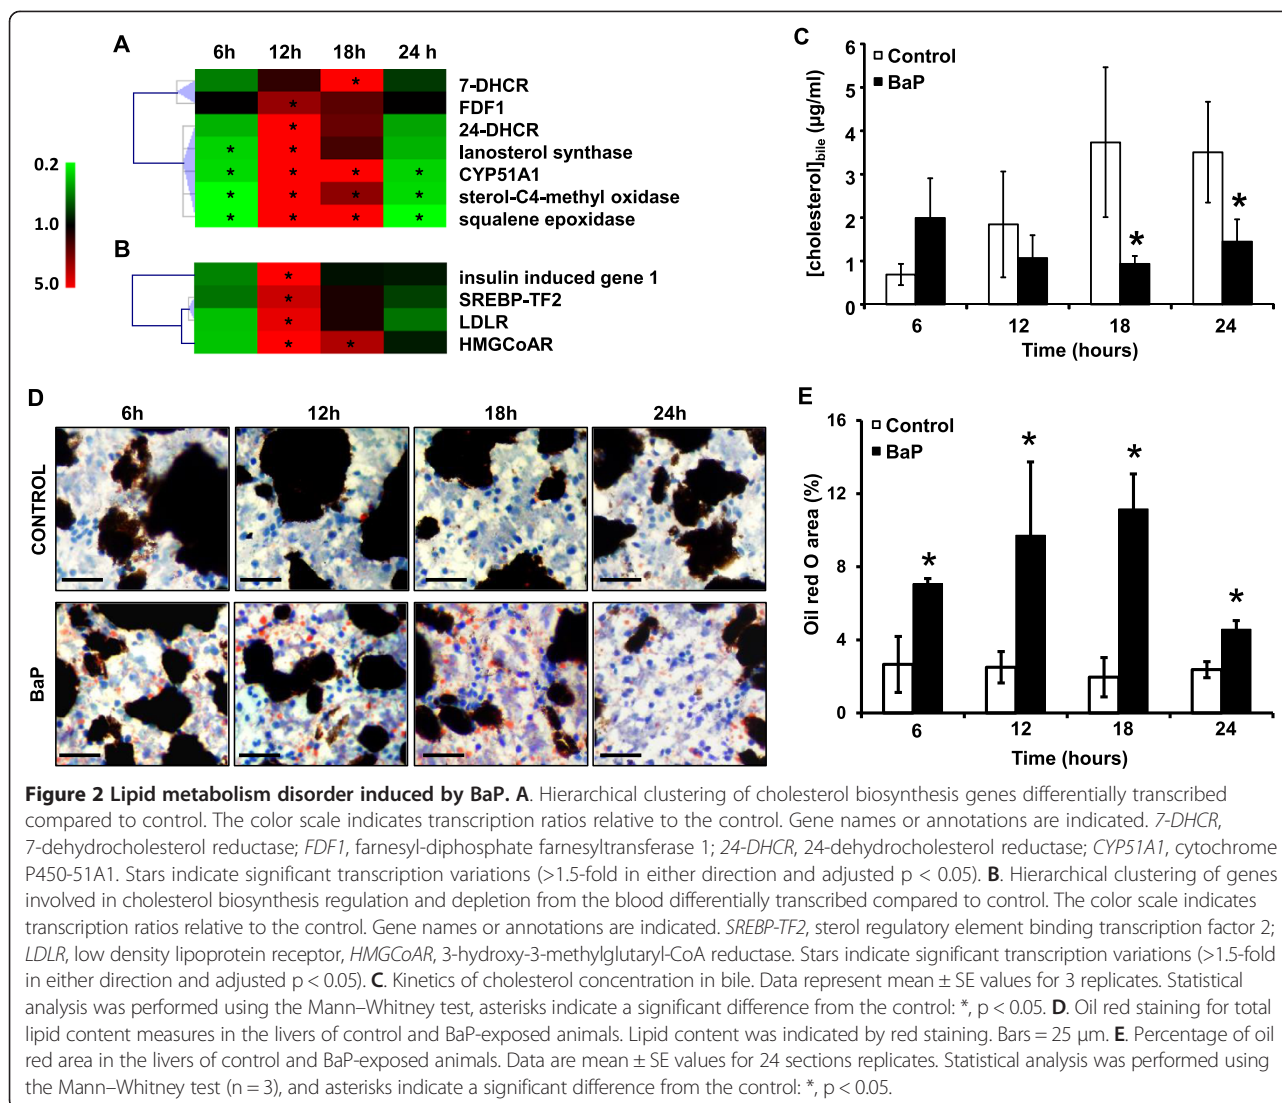 A
6h 12h 18h 24 h
7-DHCR
FDF1
24-DHCR
lanosterol synthase
CYP51A1
sterol-C4-methyl oxidase
squalene epoxidase
0.2
1.0
5.0
B
insulin induced gene 1
SREBP-TF2
LDLR
HMGCoAR
C
Control
BaP
[cholesterol]bile (µg/ml)
6
5
4
3
2
1
0
6 12 18 24
Time (hours)
D
6h 12h 18h 24h
CONTROL
BaP
E
Control
BaP
Oil red O area (%)
16
12
8
4
0
6 12 18 24
Time (hours)
Figure 2 Lipid metabolism disorder induced by BaP. A. Hierarchical clustering of cholesterol biosynthesis genes differentially transcribed
compared to control. The color scale indicates transcription ratios relative to the control. Gene names or annotations are indicated. 7-DHCR,
7-dehydrocholesterol reductase; FDF1, farnesyl-diphosphate farnesyltransferase 1; 24-DHCR, 24-dehydrocholesterol reductase; CYP51A1, cytochrome
P450-51A1. Stars indicate significant transcription variations (>1.5-fold in either direction and adjusted p < 0.05). B. Hierarchical clustering of genes
involved in cholesterol biosynthesis regulation and depletion from the blood differentially transcribed compared to control. The color scale indicates
transcription ratios relative to the control. Gene names or annotations are indicated. SREBP-TF2, sterol regulatory element binding transcription factor 2;
LDLR, low density lipoprotein receptor, HMGCoAR, 3-hydroxy-3-methylglutaryl-CoA reductase. Stars indicate significant transcription variations (>1.5-fold
in either direction and adjusted p < 0.05). C. Kinetics of cholesterol concentration in bile. Data represent mean ± SE values for 3 replicates. Statistical
analysis was performed using the Mann–Whitney test, asterisks indicate a significant difference from the control: *, p < 0.05. D. Oil red staining for total
lipid content measures in the livers of control and BaP-exposed animals. Lipid content was indicated by red staining. Bars = 25 µm. E. Percentage of oil
red area in the livers of control and BaP-exposed animals. Data are mean ± SE values for 24 sections replicates. Statistical analysis was performed using
the Mann–Whitney test (n = 3), and asterisks indicate a significant difference from the control: *, p < 0.05.